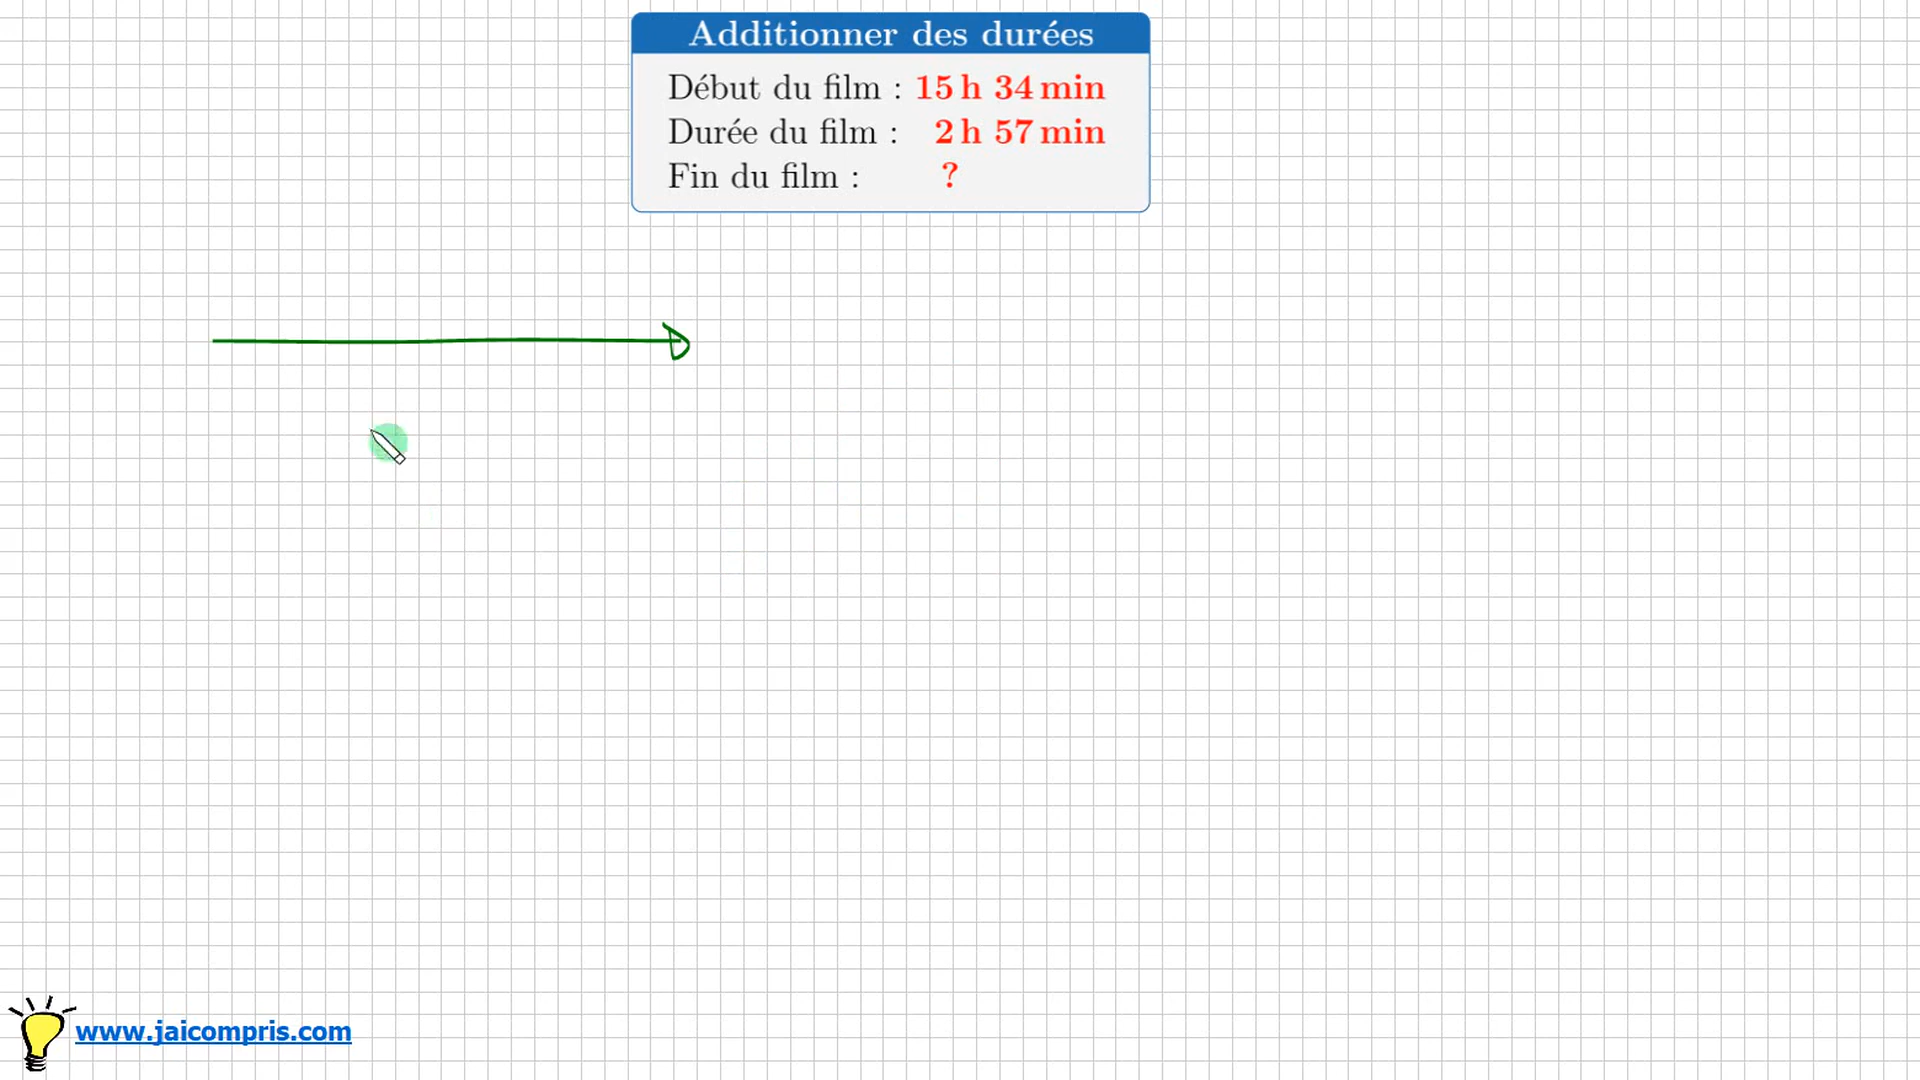 Additionner des durées
Début du film : 15 h 34 min
Durée du film : 2 h 57 min
Fin du film : ?
www.jaicompris.com